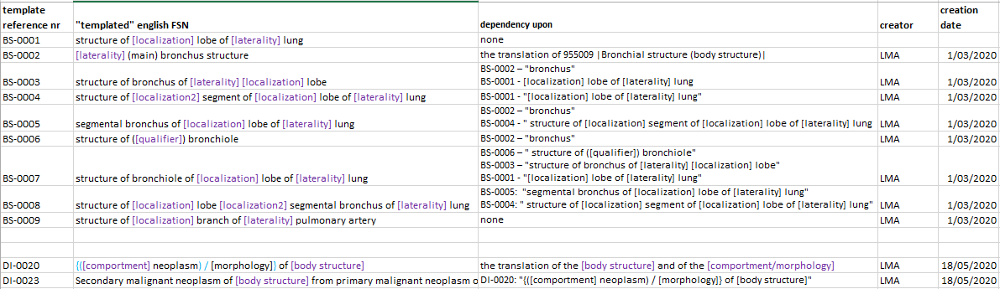 template reference nr "templated" english FSN dependency upon creator creation date
BS-0001 structure of [localization] lobe of [laterality] lung none
BS-0002 [laterality] (main) bronchus structure the translation of 955009 |Bronchial structure (body structure)| LMA 1/03/2020
BS-0002 – "bronchus"
BS-0003 structure of bronchus of [laterality] [localization] lobe BS-0001 - [localization] lobe of [laterality] lung LMA 1/03/2020
BS-0004 structure of [localization2] segment of [localization] lobe of [laterality] lung BS-0001 - "[localization] lobe of [laterality] lung" LMA 1/03/2020
BS-0002 – "bronchus"
BS-0005 segmental bronchus of [localization] lobe of [laterality] lung BS-0004 - " structure of [localization] segment of [localization] lobe of [laterality] lung LMA 1/03/2020
BS-0006 structure of ([qualifier]) bronchiole BS-0002 – "bronchus" LMA 1/03/2020
BS-0006 – " structure of ([qualifier]) bronchiole"
BS-0003 – "structure of bronchus of [laterality] [localization] lobe"
BS-0007 structure of bronchiole of [localization] lobe of [laterality] lung BS-0001 - "[localization] lobe of [laterality] lung" LMA 1/03/2020
BS-0005: "segmental bronchus of [localization] lobe of [laterality] lung"
BS-0008 structure of [localization] lobe [localization2] segmental bronchus of [laterality] lung BS-0004: " structure of [localization] segment of [localization] lobe of [laterality] lung" LMA 1/03/2020
BS-0009 structure of [localization] branch of [laterality] pulmonary artery none LMA 1/03/2020
DI-0020 {([comportment] neoplasm) / [morphology]} of [body structure] the translation of the [body structure] and of the [comportment/morphology] LMA 18/05/2020
DI-0023 Secondary malignant neoplasm of [body structure] from primary malignant neoplasm o DI-0020: "{([comportment] neoplasm) / [morphology]} of [body structure]" LMA 18/05/2020